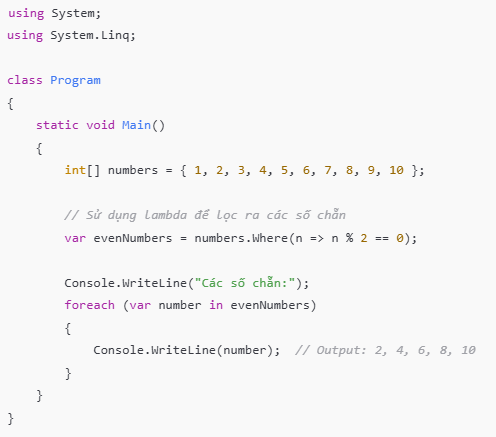 using System;
using System.Linq;

class Program
{
    static void Main()
    {
        int[] numbers = { 1, 2, 3, 4, 5, 6, 7, 8, 9, 10 };

        // Sử dụng lambda để lọc ra các số chẵn
        var evenNumbers = numbers.Where(n => n % 2 == 0);

        Console.WriteLine("Các số chẵn:");
        foreach (var number in evenNumbers)
        {
            Console.WriteLine(number);  // Output: 2, 4, 6, 8, 10
        }
    }
}